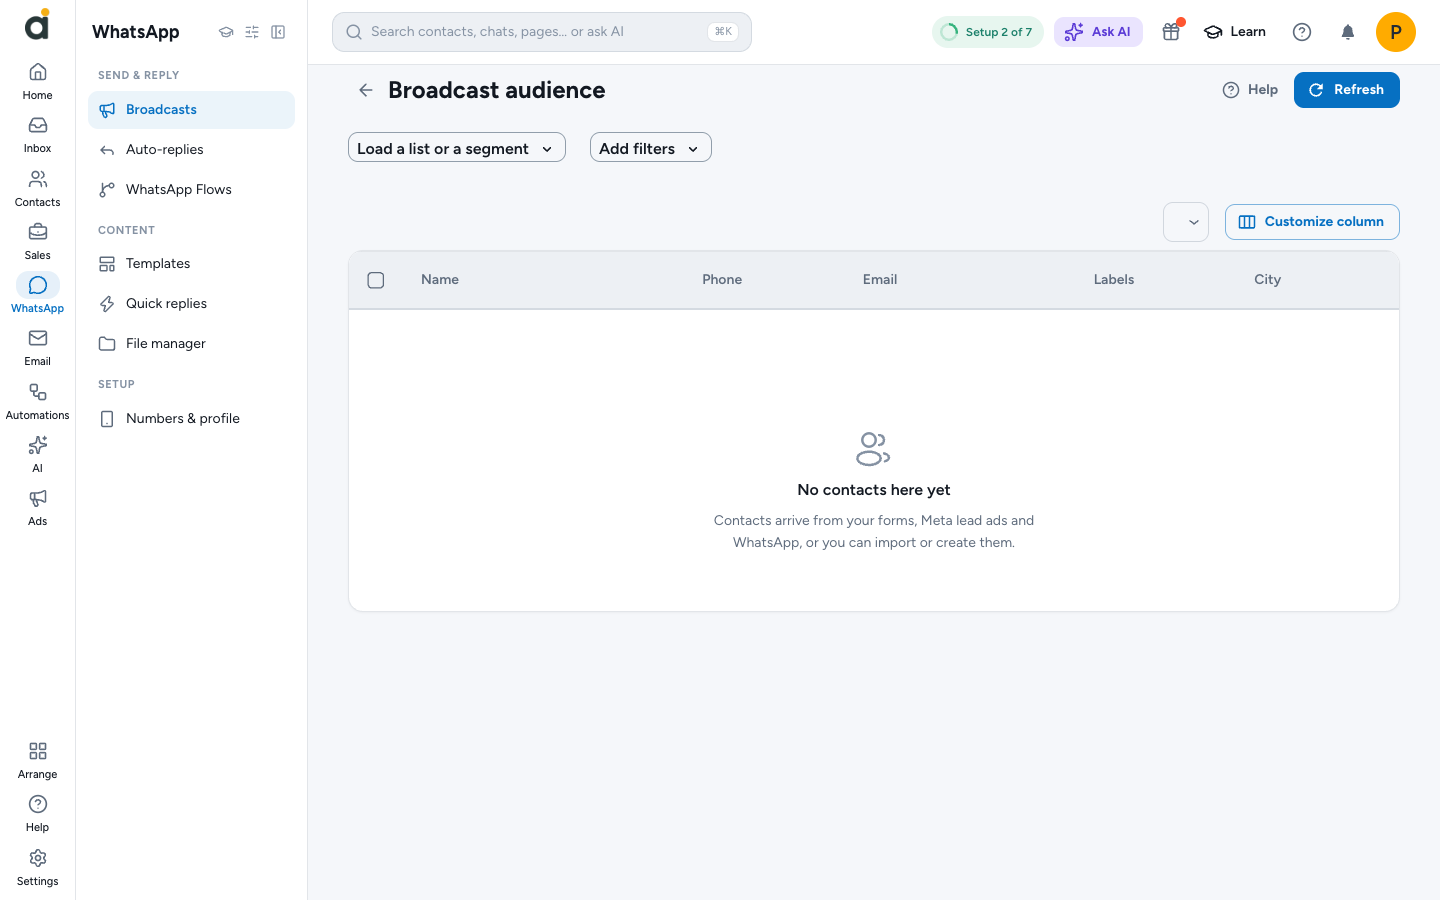 WhatsApp
Search contacts, chats, pages... or ask AI
⌘K
Setup 2 of 7
Ask AI
Learn
P
Home
Inbox
Contacts
Sales
WhatsApp
Email
Automations
AI
Ads
Arrange
Help
Settings
SEND & REPLY
Broadcasts
Auto-replies
WhatsApp Flows
CONTENT
Templates
Quick replies
File manager
SETUP
Numbers & profile
Broadcast audience
Help
Refresh
Load a list or a segment
Add filters
Customize column
Name Phone Email Labels City
No contacts here yet
Contacts arrive from your forms, Meta lead ads and
WhatsApp, or you can import or create them.